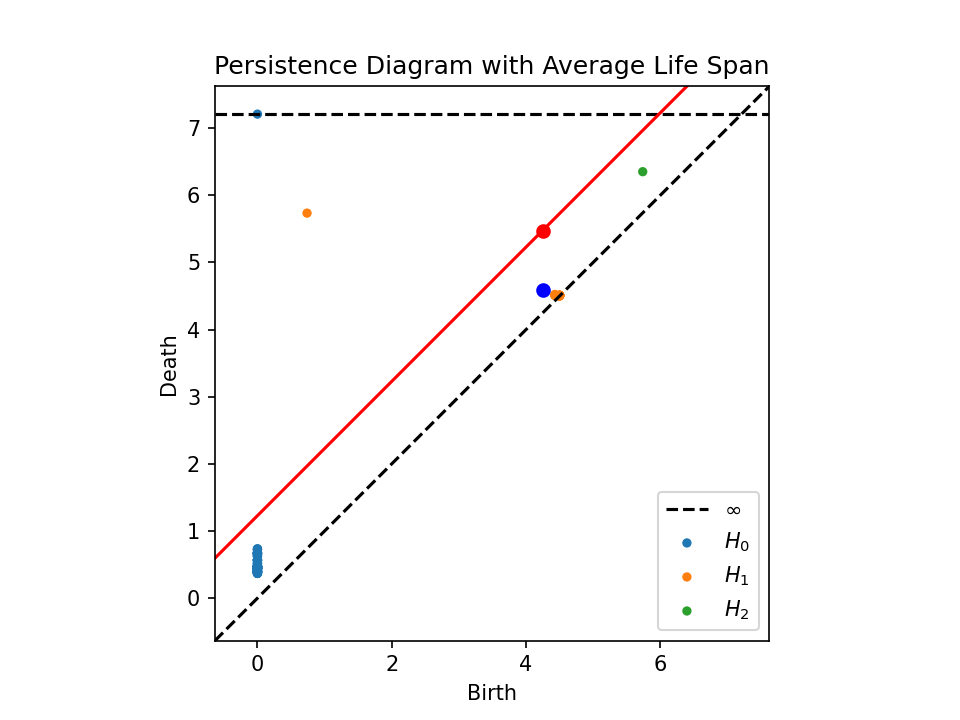 Persistence Diagram with Average Life Span
7
6
5
4
3
2
1
0
Death
0 2 4 6
Birth
∞
H₀
H₁
H₂